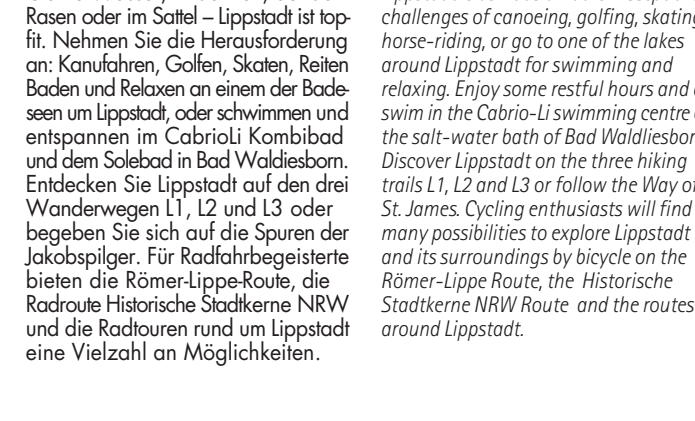 Rasen oder im Sattel – Lippstadt ist top-
fit. Nehmen Sie die Herausforderung
an: Kanufahren, Golfen, Skaten, Reiten
Baden und Relaxen an einem der Bade-
seen um Lippstadt, oder schwimmen und
entspannen im CabrioLi Kombibad
und dem Solebad in Bad Waldiesborn.
Entdecken Sie Lippstadt auf den drei
Wanderwegen L1, L2 und L3 oder
begeben Sie sich auf die Spuren der
Jakobspilger. Für Radfahrbegeisterte
bieten die Römer-Lippe-Route, die
Radroute Historische Stadtkerne NRW
und die Radtouren rund um Lippstadt
eine Vielzahl an Möglichkeiten.
challenges of canoeing, golfing, skating
horse-riding, or go to one of the lakes
around Lippstadt for swimming and
relaxing. Enjoy some restful hours and
swim in the Cabrio-Li swimming centre
the salt-water bath of Bad Waldliesbor
Discover Lippstadt on the three hiking
trails L1, L2 and L3 or follow the Way of
St. James. Cycling enthusiasts will find
many possibilities to explore Lippstadt
and its surroundings by bicycle on the
Römer-Lippe Route, the Historische
Stadtkerne NRW Route and the routes
around Lippstadt.